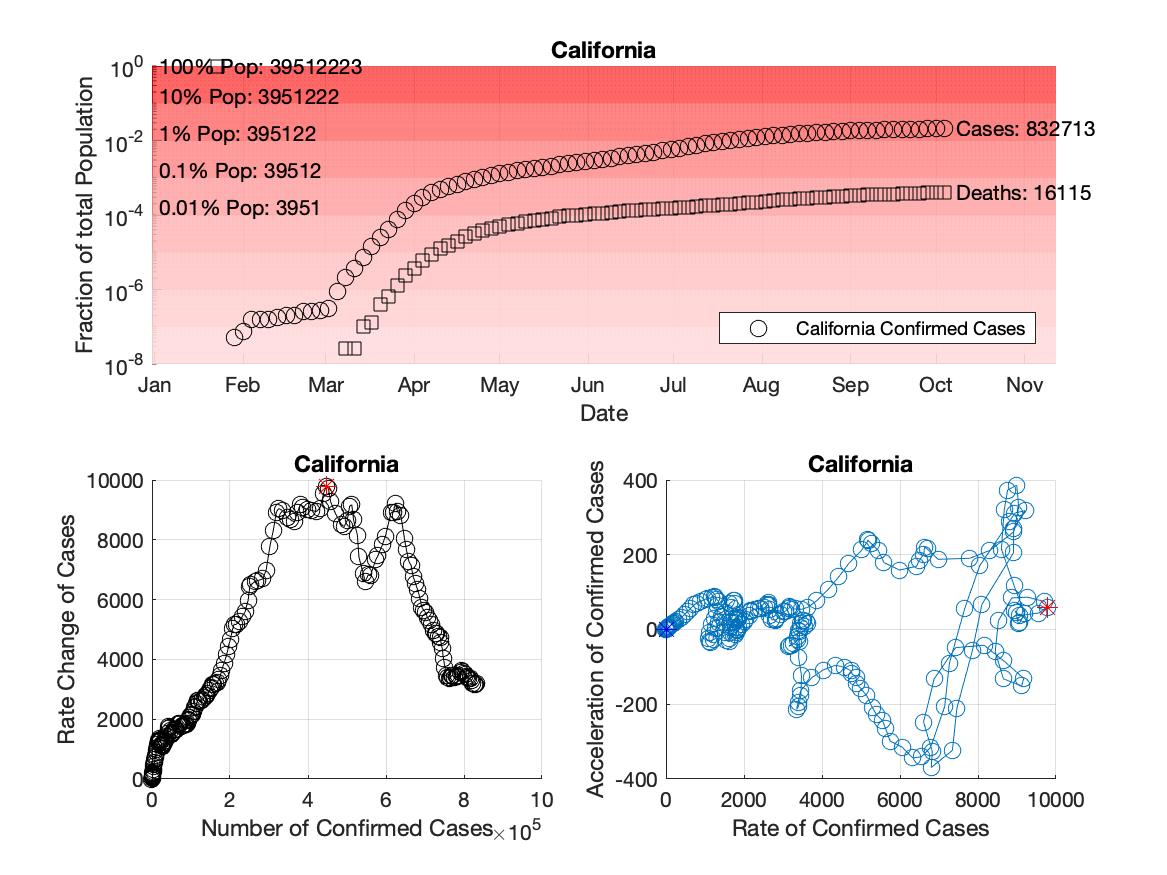 California
Fraction of total Population
10^0
10^-2
10^-4
10^-6
10^-8
100% Pop: 39512223
10% Pop: 3951222
1% Pop: 395122
0.1% Pop: 39512
0.01% Pop: 3951
Cases: 832713
Deaths: 16115
California Confirmed Cases
Jan Feb Mar Apr May Jun Jul Aug Sep Oct Nov
Date
California
Rate Change of Cases
10000
8000
6000
4000
2000
0
0 2 4 6 8 10
Number of Confirmed Cases ×10^5
California
Acceleration of Confirmed Cases
400
200
0
-200
-400
0 2000 4000 6000 8000 10000
Rate of Confirmed Cases